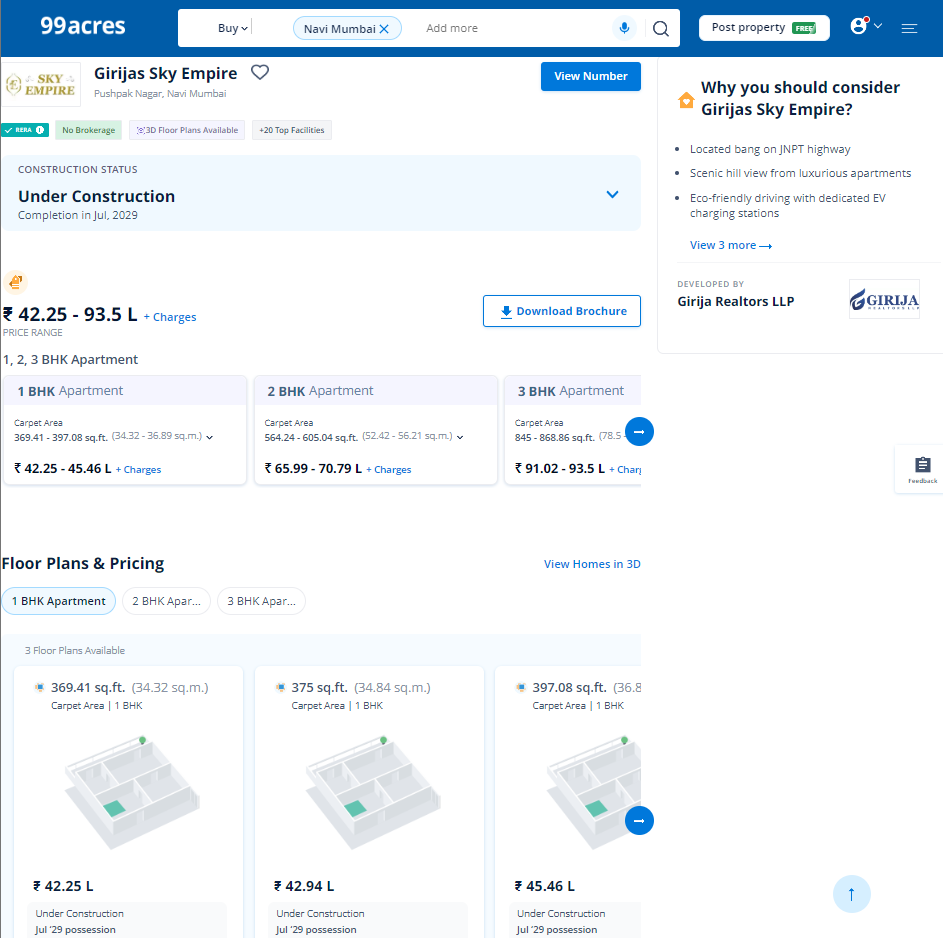 99acres
Buy
Navi Mumbai
Add more
Post property FREE
SKY
EMPIRE
Girijas Sky Empire
Pushpak Nagar, Navi Mumbai
View Number
RERA
No Brokerage
3D Floor Plans Available
+20 Top Facilities
CONSTRUCTION STATUS
Under Construction
Completion in Jul, 2029
₹ 42.25 - 93.5 L + Charges
PRICE RANGE
Download Brochure
1, 2, 3 BHK Apartment
1 BHK Apartment
Carpet Area
369.41 - 397.08 sq.ft. (34.32 - 36.89 sq.m.)
₹ 42.25 - 45.46 L + Charges
2 BHK Apartment
Carpet Area
564.24 - 605.04 sq.ft. (52.42 - 56.21 sq.m.)
₹ 65.99 - 70.79 L + Charges
3 BHK Apartment
Carpet Area
845 - 868.86 sq.ft. (78.5 -
₹ 91.02 - 93.5 L + Charg
Floor Plans & Pricing
View Homes in 3D
1 BHK Apartment
2 BHK Apar...
3 BHK Apar...
3 Floor Plans Available
369.41 sq.ft. (34.32 sq.m.)
Carpet Area | 1 BHK
₹ 42.25 L
Under Construction
Jul ‘29 possession
375 sq.ft. (34.84 sq.m.)
Carpet Area | 1 BHK
₹ 42.94 L
Under Construction
Jul ‘29 possession
397.08 sq.ft. (36.8
Carpet Area | 1 BHK
₹ 45.46 L
Under Construction
Jul ‘29 possession
Why you should consider
Girijas Sky Empire?
Located bang on JNPT highway
Scenic hill view from luxurious apartments
Eco-friendly driving with dedicated EV
charging stations
View 3 more
DEVELOPED BY
Girija Realtors LLP
GIRIJA
REALTORS LLP
Feedback